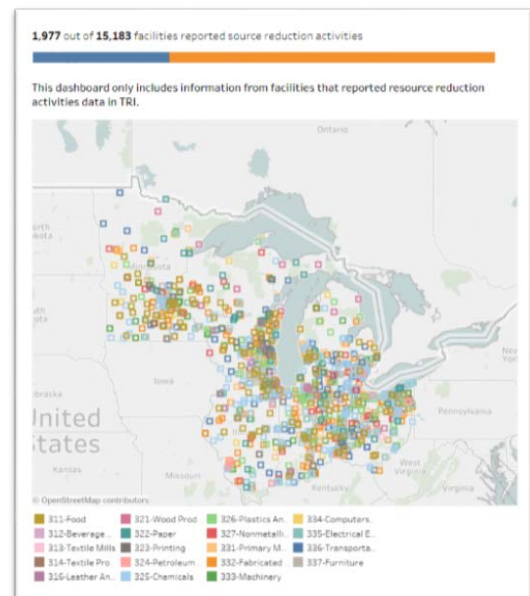 1,977 out of 15,183 facilities reported source reduction activities
This dashboard only includes information from facilities that reported resource reduction
activities data in TRI.
Ontario
Iowa
United
States
Kansas
Missouri
Kentucky
West
Virginia
Virginia
Pennsylvania
© OpenStreetMap contributors
311-Food
321-Wood Prod
326-Plastics An..
334-Computers..
312-Beverage ..
322-Paper
327-Nonmetalli..
335-Electrical E..
313-Textile Mills
323-Printing
331-Primary M..
336-Transporta..
314-Textile Pro..
324-Petroleum ..
332-Fabricated ..
337-Furniture
316-Leather An..
325-Chemicals
333-Machinery